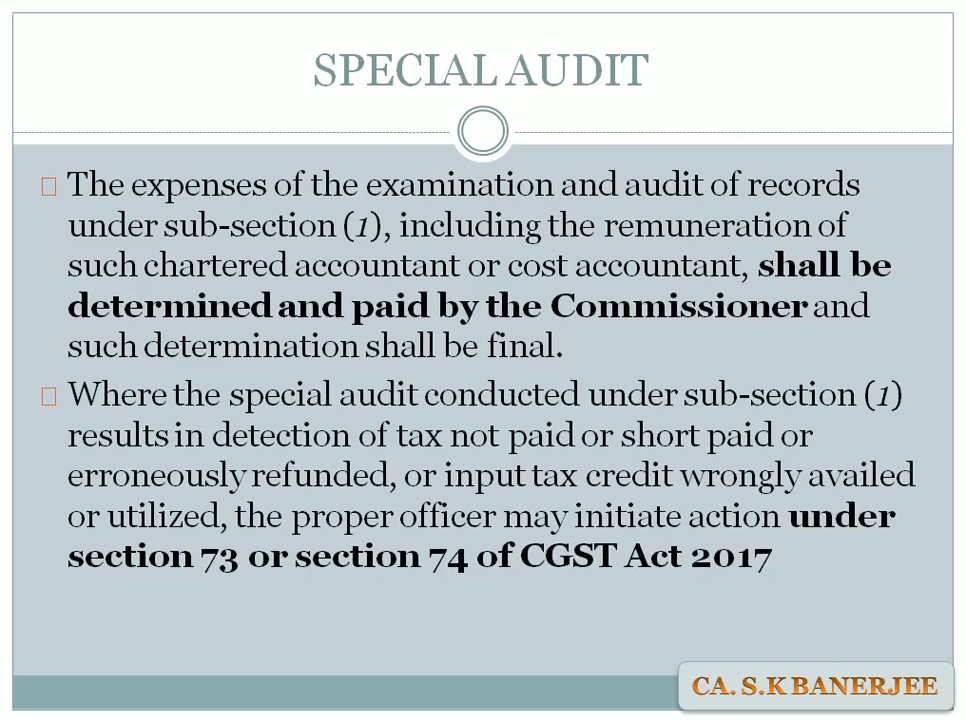 SPECIAL AUDIT
The expenses of the examination and audit of records
under sub-section (1), including the remuneration of
such chartered accountant or cost accountant, shall be
determined and paid by the Commissioner and
such determination shall be final.
Where the special audit conducted under sub-section (1)
results in detection of tax not paid or short paid or
erroneously refunded, or input tax credit wrongly availed
or utilized, the proper officer may initiate action under
section 73 or section 74 of CGST Act 2017
CA. S.K BANERJEE